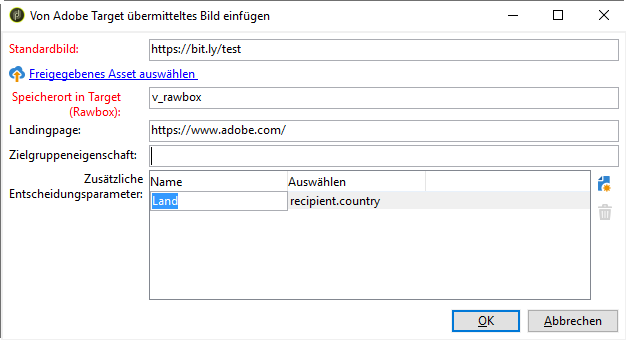 Von Adobe Target übermitteltes Bild einfügen
Standardbild: https://bit.ly/test
Freigegebenes Asset auswählen
Speicherort in Target
(Rawbox): v_rawbox
Landingpage: https://www.adobe.com/
Zielgruppeneigenschaft:
Zusätzliche
Entscheidungsparameter:
Name Auswählen
Land recipient.country
OK Abbrechen